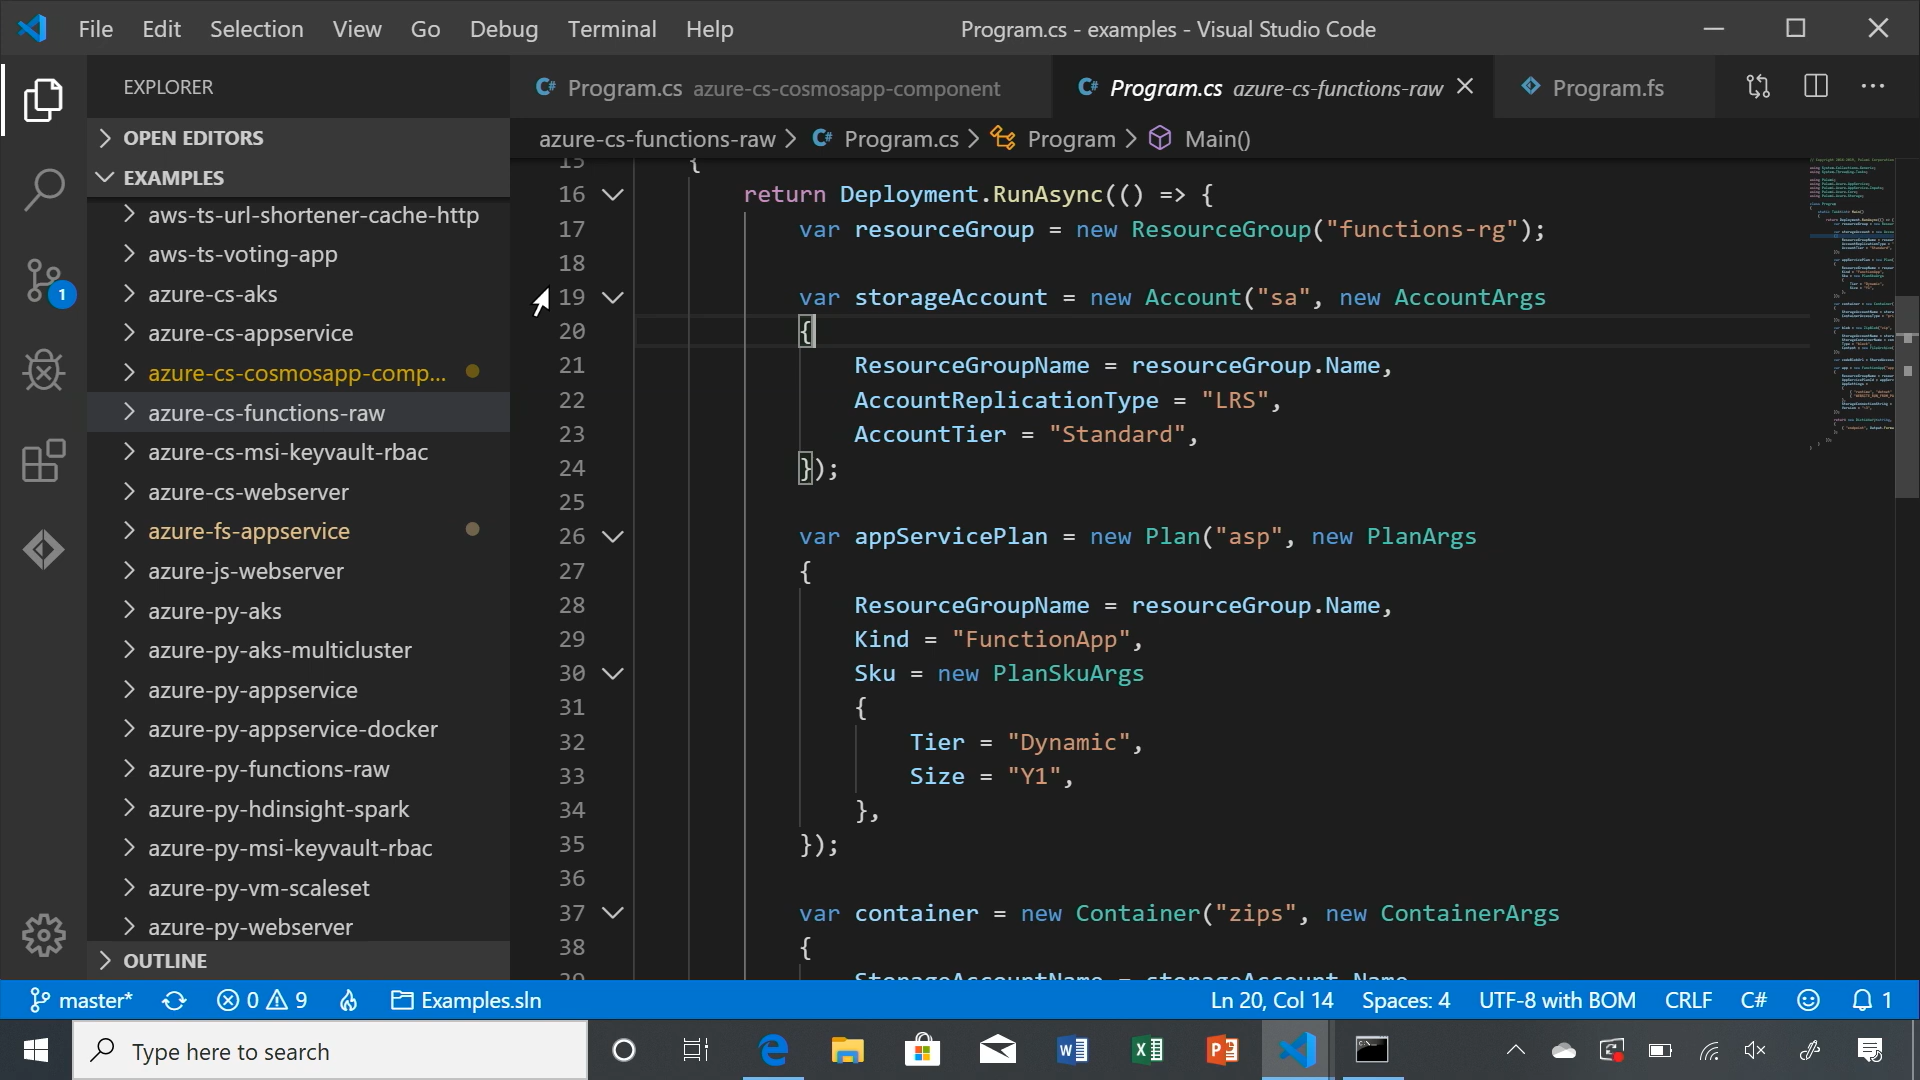 File Edit Selection View Go Debug Terminal Help
Program.cs - examples - Visual Studio Code
EXPLORER
OPEN EDITORS
EXAMPLES
aws-ts-url-shortener-cache-http
aws-ts-voting-app
azure-cs-aks
azure-cs-appservice
azure-cs-cosmosapp-comp...
azure-cs-functions-raw
azure-cs-msi-keyvault-rbac
azure-cs-webserver
azure-fs-appservice
azure-js-webserver
azure-py-aks
azure-py-aks-multicluster
azure-py-appservice
azure-py-appservice-docker
azure-py-functions-raw
azure-py-hdinsight-spark
azure-py-msi-keyvault-rbac
azure-py-vm-scaleset
azure-py-webserver
OUTLINE
1
C# Program.cs azure-cs-cosmosapp-component
C# Program.cs azure-cs-functions-raw
Program.fs
azure-cs-functions-raw > C# Program.cs > Program > Main()
15 {
16 return Deployment.RunAsync(() => {
17 var resourceGroup = new ResourceGroup("functions-rg");
18
19 var storageAccount = new Account("sa", new AccountArgs
20 {
21 ResourceGroupName = resourceGroup.Name,
22 AccountReplicationType = "LRS",
23 AccountTier = "Standard",
24 });
25
26 var appServicePlan = new Plan("asp", new PlanArgs
27 {
28 ResourceGroupName = resourceGroup.Name,
29 Kind = "FunctionApp",
30 Sku = new PlanSkuArgs
31 {
32 Tier = "Dynamic",
33 Size = "Y1",
34 },
35 });
36
37 var container = new Container("zips", new ContainerArgs
38 {
39 StorageAccountName = storageAccount.Name
master* 0 9 Examples.sln
Ln 20, Col 14 Spaces: 4 UTF-8 with BOM CRLF C# 1
Type here to search